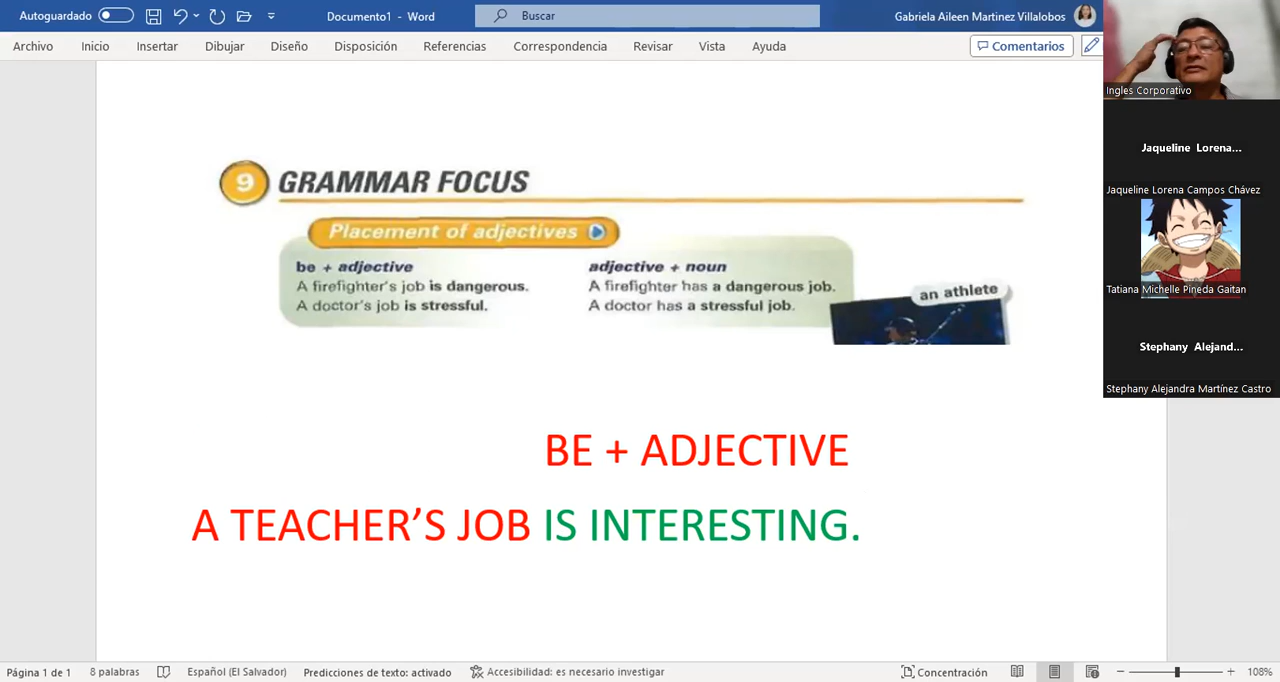 Autoguardado
Documento1 - Word
Buscar
Gabriela Aileen Martinez Villalobos
Archivo Inicio Insertar Dibujar Diseño Disposición Referencias Correspondencia Revisar Vista Ayuda
Comentarios
Ingles Corporativo
Jaqueline Lorena...
Jaqueline Lorena Campos Chávez
Tatiana Michelle Pineda Gaitan
Stephany Alejand...
Stephany Alejandra Martínez Castro
9 GRAMMAR FOCUS
Placement of adjectives
be + adjective
A firefighter's job is dangerous.
A doctor's job is stressful.
adjective + noun
A firefighter has a dangerous job.
A doctor has a stressful job.
an athlete
BE + ADJECTIVE
A TEACHER’S JOB IS INTERESTING.
Página 1 de 1 8 palabras Español (El Salvador) Predicciones de texto: activado Accesibilidad: es necesario investigar Concentración 108%